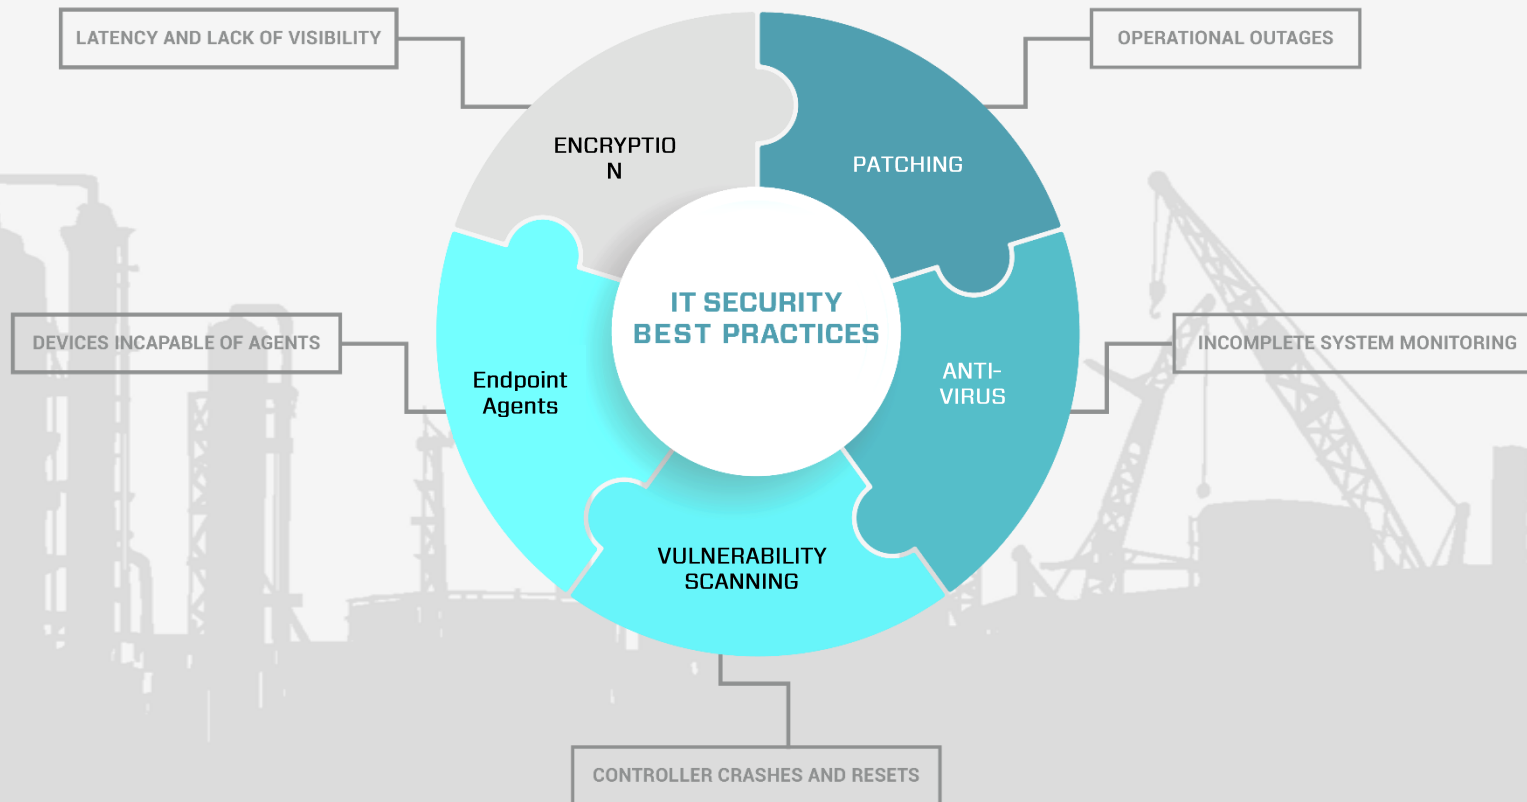 LATENCY AND LACK OF VISIBILITY
OPERATIONAL OUTAGES
ENCRYPTIO
N
PATCHING
IT SECURITY
BEST PRACTICES
DEVICES INCAPABLE OF AGENTS
INCOMPLETE SYSTEM MONITORING
Endpoint
Agents
ANTI-
VIRUS
VULNERABILITY
SCANNING
CONTROLLER CRASHES AND RESETS